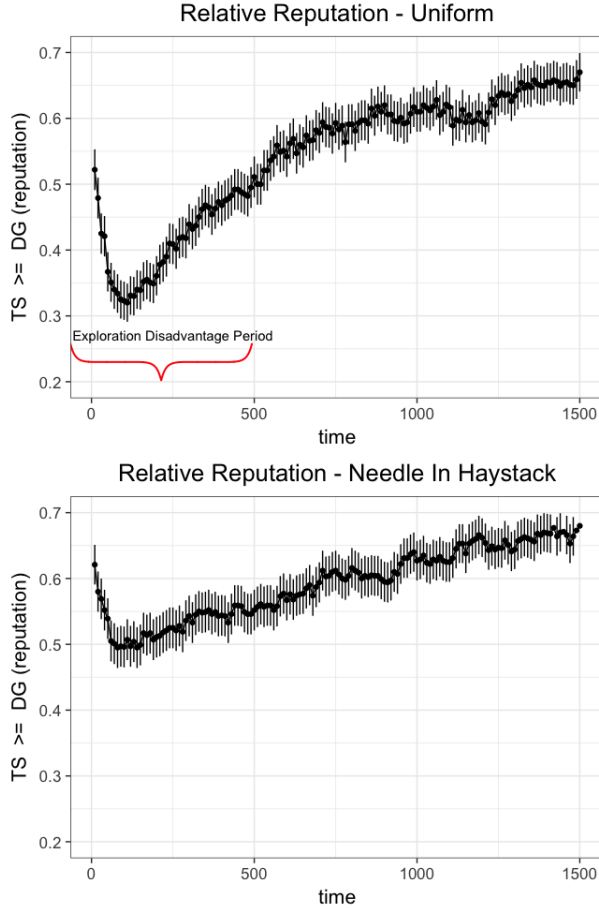 Relative Reputation - Uniform
0.7
0.6
0.5
0.4
0.3
0.2
TS >= DG (reputation)
Exploration Disadvantage Period
0 500 1000 1500
time
Relative Reputation - Needle In Haystack
0.7
0.6
0.5
0.4
0.3
0.2
TS >= DG (reputation)
0 500 1000 1500
time